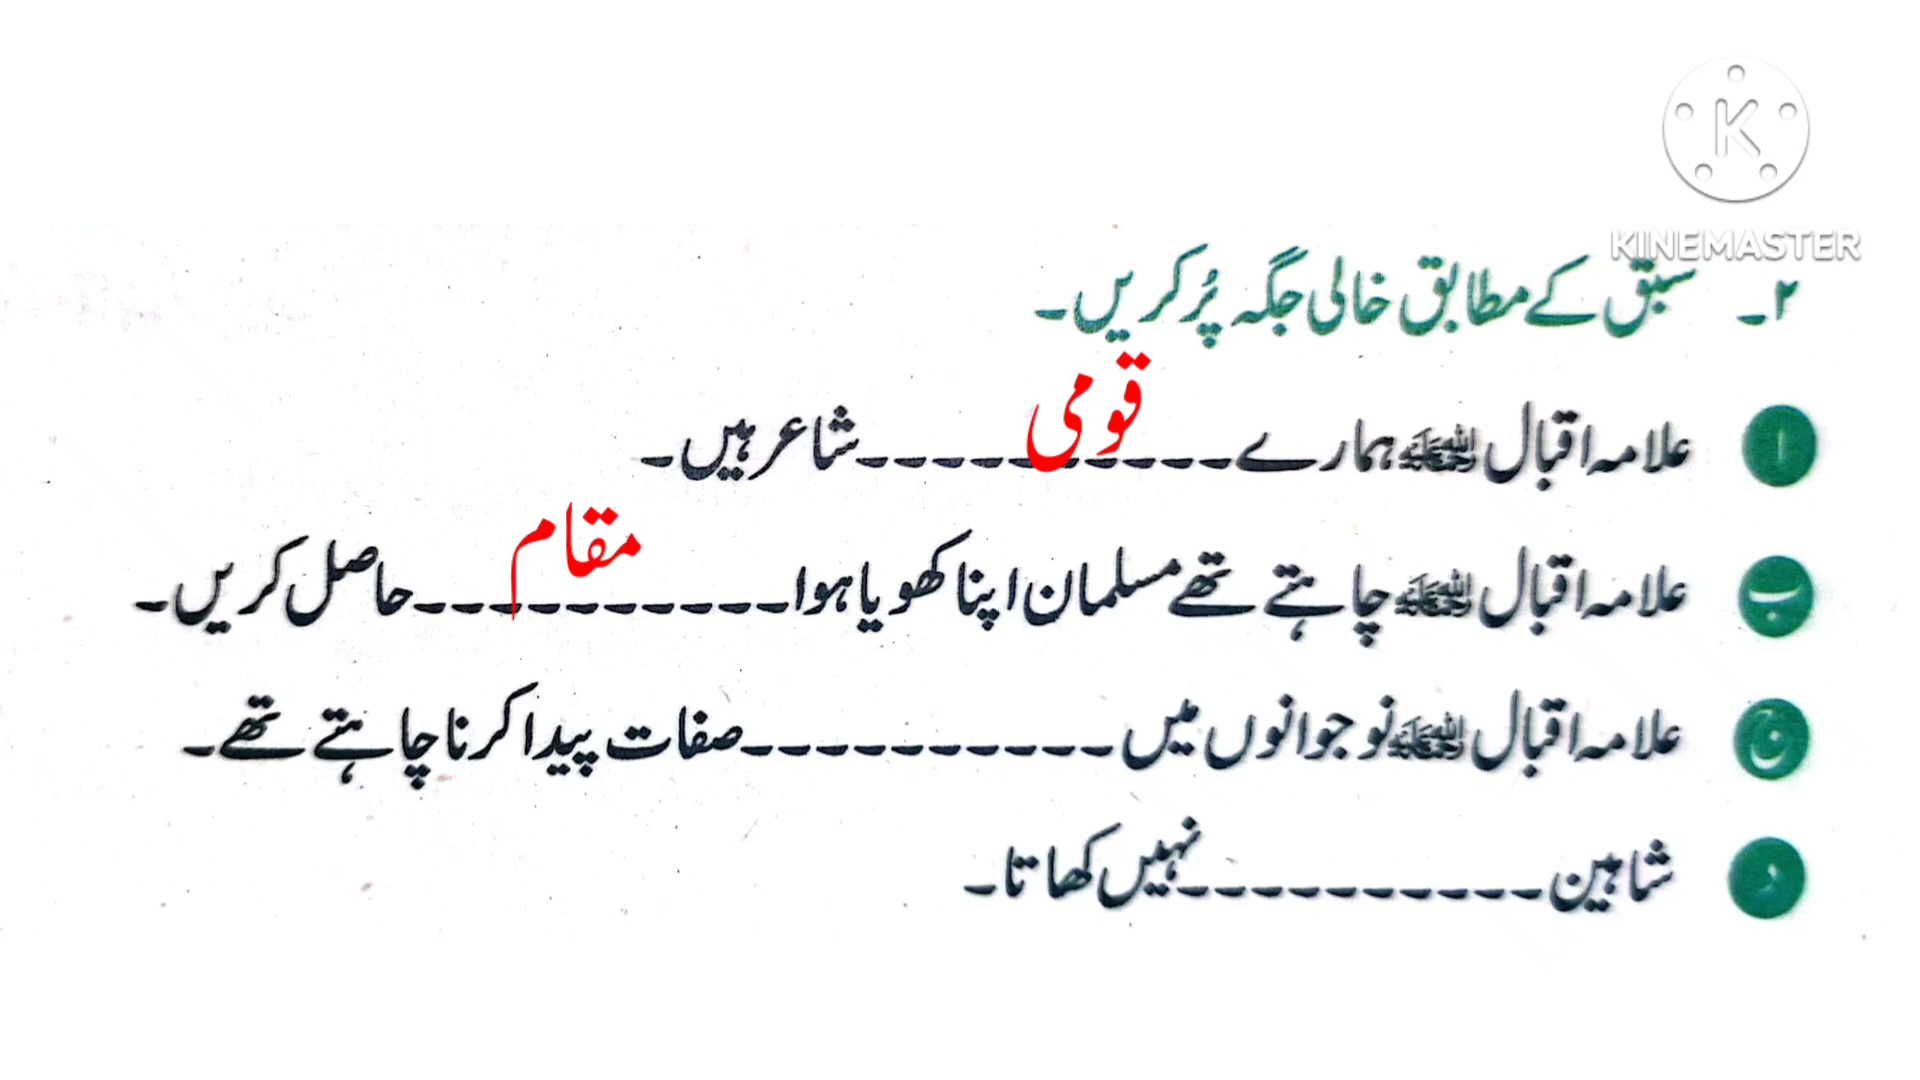 KINEMASTER
۲۔ سبق کے مطابق خالی جگہ پُر کریں۔
ا علامہ اقبال رحمۃ اللہ علیہ ہمارے ---------- قومی ---------- شاعر ہیں۔
ب علامہ اقبال رحمۃ اللہ علیہ چاہتے تھے مسلمان اپنا کھویا ہوا ---------- مقام ---------- حاصل کریں۔
ج علامہ اقبال رحمۃ اللہ علیہ نوجوانوں میں ---------- صفات پیدا کرنا چاہتے تھے۔
د شاہین ---------- نہیں کھاتا۔